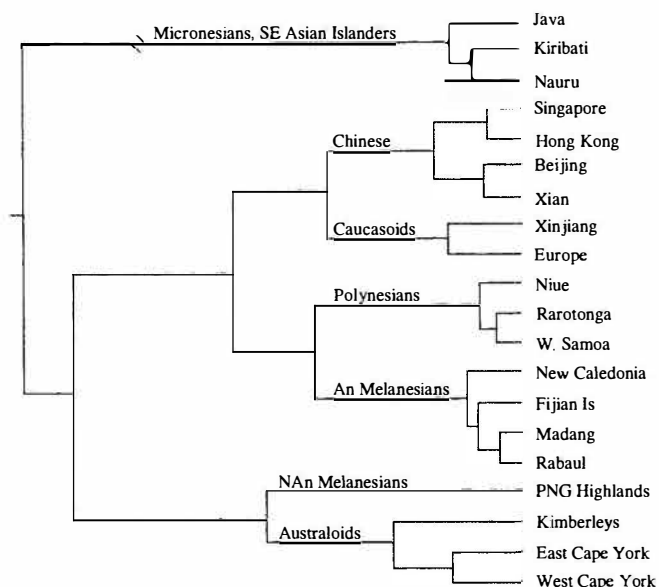 Micronesians, SE Asian Islanders
Java
Kiribati
Nauru
Singapore
Chinese
Hong Kong
Beijing
Xian
Caucasoids
Xinjiang
Europe
Polynesians
Niue
Rarotonga
W. Samoa
An Melanesians
New Caledonia
Fijian Is
Madang
Rabaul
NAn Melanesians
PNG Highlands
Australoids
Kimberleys
East Cape York
West Cape York